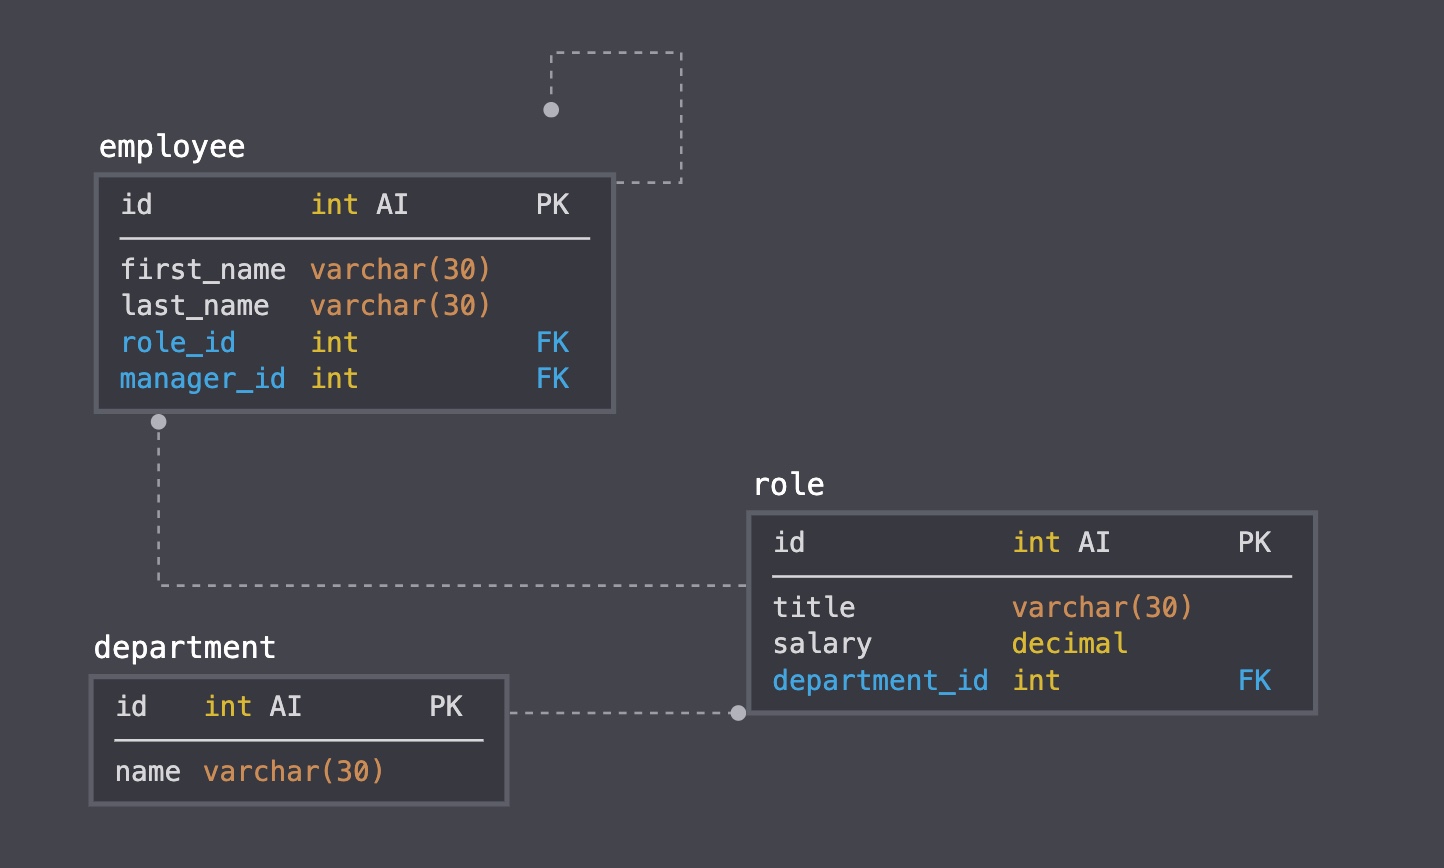 employee
id int AI PK
first_name varchar(30)
last_name varchar(30)
role_id int FK
manager_id int FK
role
id int AI PK
title varchar(30)
salary decimal
department_id int FK
department
id int AI PK
name varchar(30)